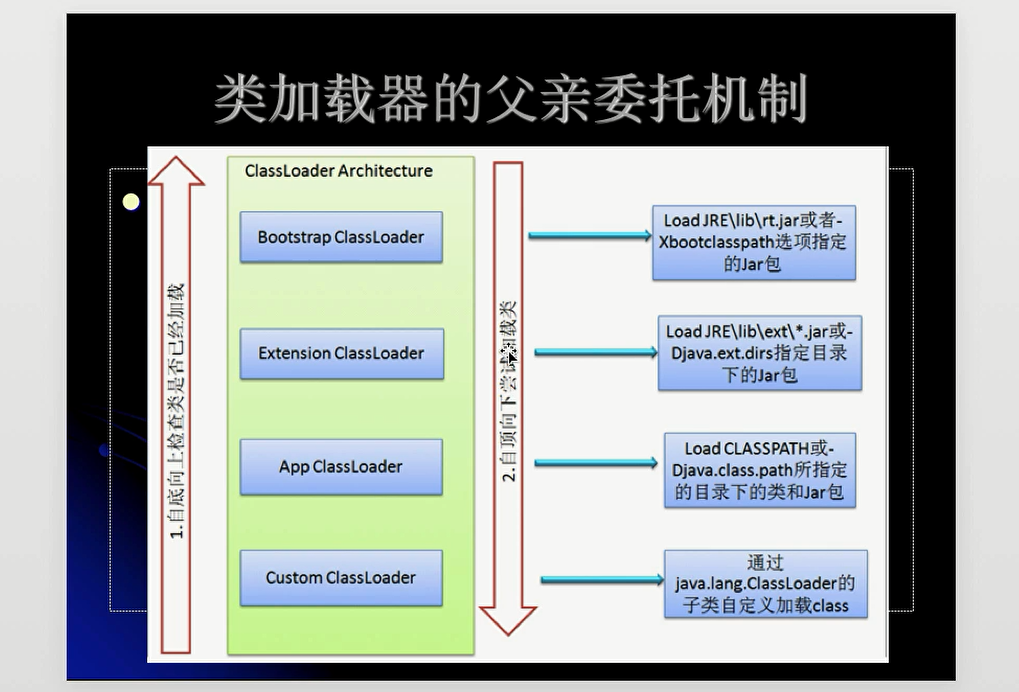 类加载器的父亲委托机制
ClassLoader Architecture
1.自底向上检查类是否已经加载
Bootstrap ClassLoader
Extension ClassLoader
App ClassLoader
Custom ClassLoader
2.自顶向下尝试加载类
Load JRE\lib\rt.jar或者-
Xbootclasspath选项指定
的Jar包
Load JRE\lib\ext\*.jar或-
Djava.ext.dirs指定目录
下的Jar包
Load CLASSPATH或-
Djava.class.path所指定
的目录下的类和Jar包
通过
java.lang.ClassLoader的
子类自定义加载class